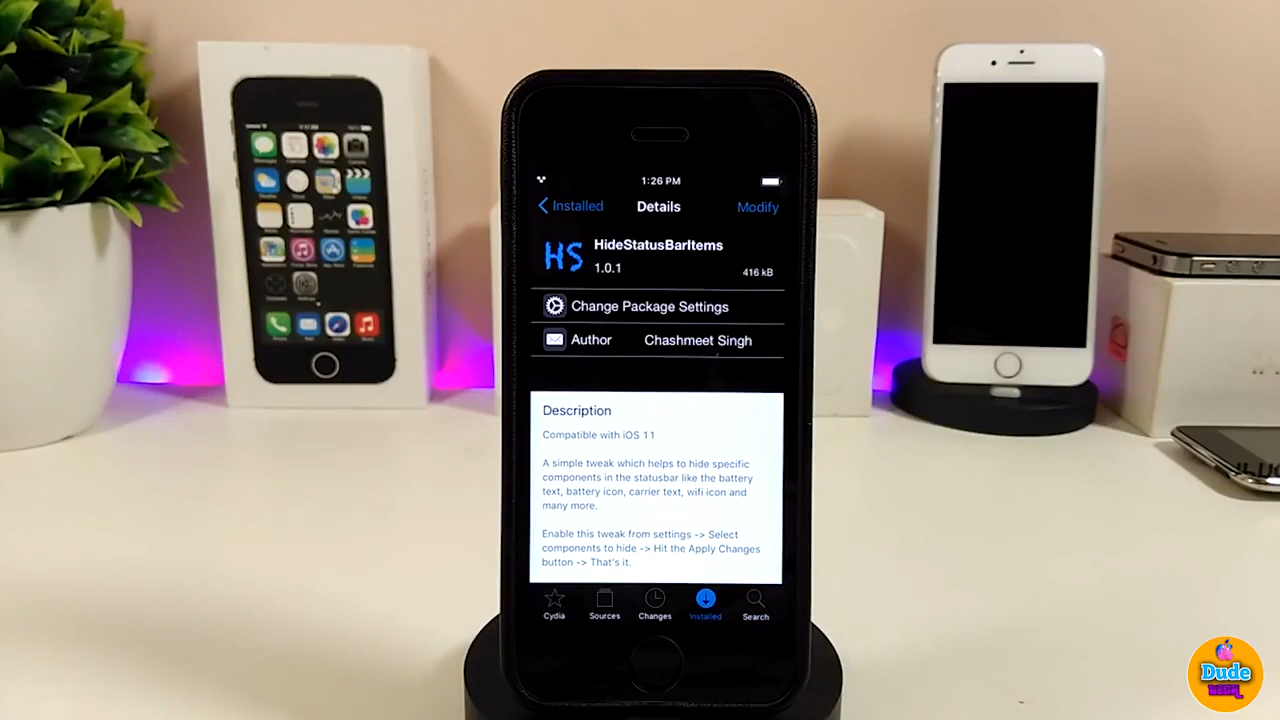 1:26 PM
Installed
Details
Modify
HS
HideStatusBarItems
1.0.1
416 kB
Change Package Settings
Author
Chashmeet Singh
Description
Compatible with iOS 11
A simple tweak which helps to hide specific
components in the statusbar like the battery
text, battery icon, carrier text, wifi icon and
many more.
Enable this tweak from settings -> Select
components to hide -> Hit the Apply Changes
button -> That's it.
Cydia
Sources
Changes
Installed
Search
Dude